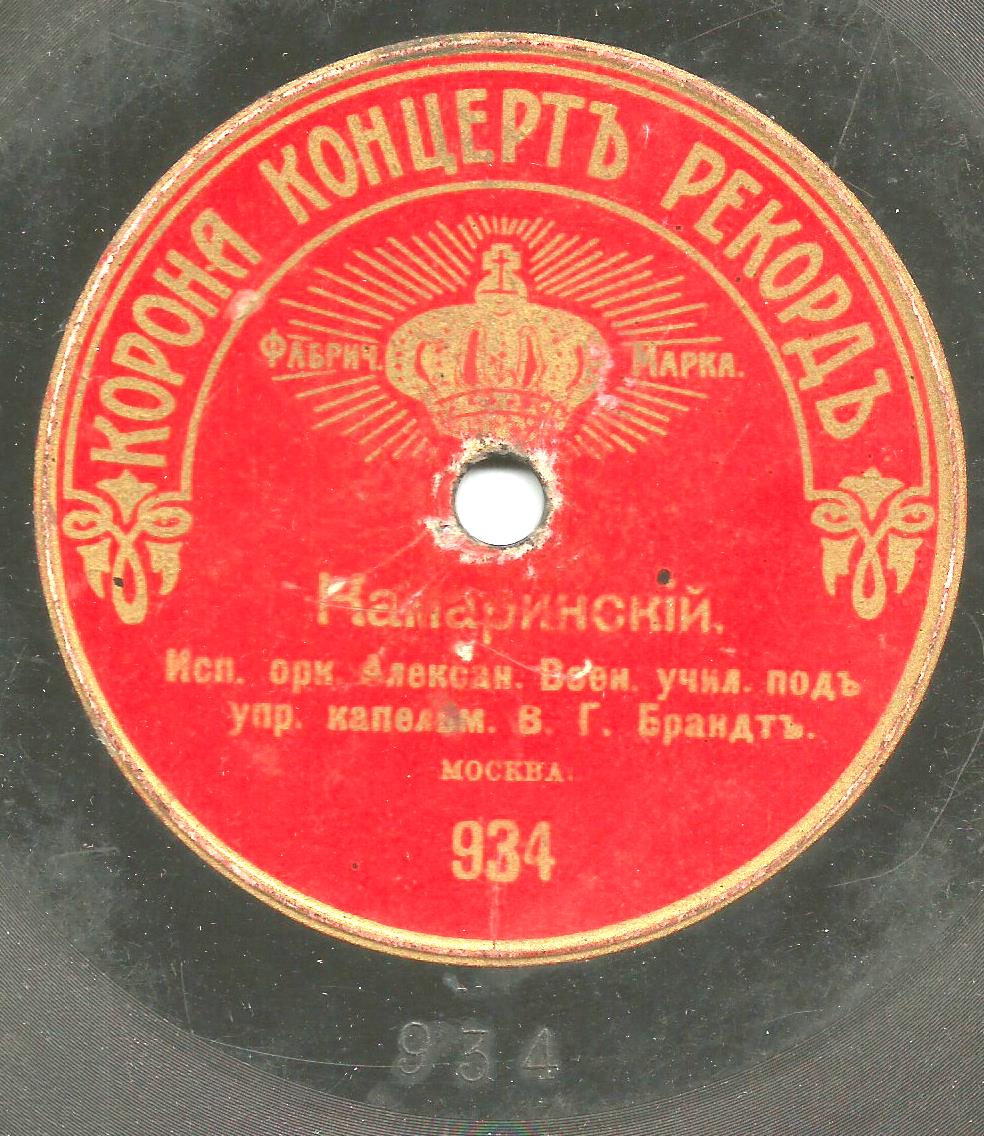 КОРОНА КОНЦЕРТЪ РЕКОРДЪ
ФАБРИЧ. МАРКА.
Камаринскій.
Исп. орк. Алексан. Воен. учил. подъ
упр. капельм. В. Г. Брандтъ.
МОСКВА.
934
934